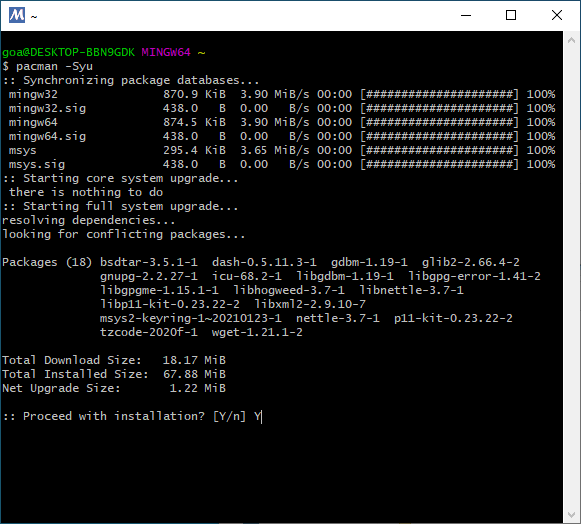 M ~
goa@DESKTOP-BBN9GDK MINGW64 ~
$ pacman -Syu
:: Synchronizing package databases...
 mingw32               870.9 KiB  3.90 MiB/s 00:00 [#####################] 100%
 mingw32.sig           438.0   B  0.00   B/s 00:00 [#####################] 100%
 mingw64               874.5 KiB  3.90 MiB/s 00:00 [#####################] 100%
 mingw64.sig           438.0   B  0.00   B/s 00:00 [#####################] 100%
 msys                  295.4 KiB  3.65 MiB/s 00:00 [#####################] 100%
 msys.sig              438.0   B  0.00   B/s 00:00 [#####################] 100%
:: Starting core system upgrade...
 there is nothing to do
:: Starting full system upgrade...
resolving dependencies...
looking for conflicting packages...
Packages (18) bsdtar-3.5.1-1  dash-0.5.11.3-1  gdbm-1.19-1  glib2-2.66.4-2
              gnupg-2.2.27-1  icu-68.2-1  libgdbm-1.19-1  libgpg-error-1.41-2
              libgpgme-1.15.1-1  libhogweed-3.7-1  libnettle-3.7-1
              libp11-kit-0.23.22-2  libxml2-2.9.10-7
              msys2-keyring-1~20210123-1  nettle-3.7-1  p11-kit-0.23.22-2
              tzcode-2020f-1  wget-1.21.1-2
Total Download Size:   18.17 MiB
Total Installed Size:  67.88 MiB
Net Upgrade Size:       1.22 MiB
:: Proceed with installation? [Y/n] Y